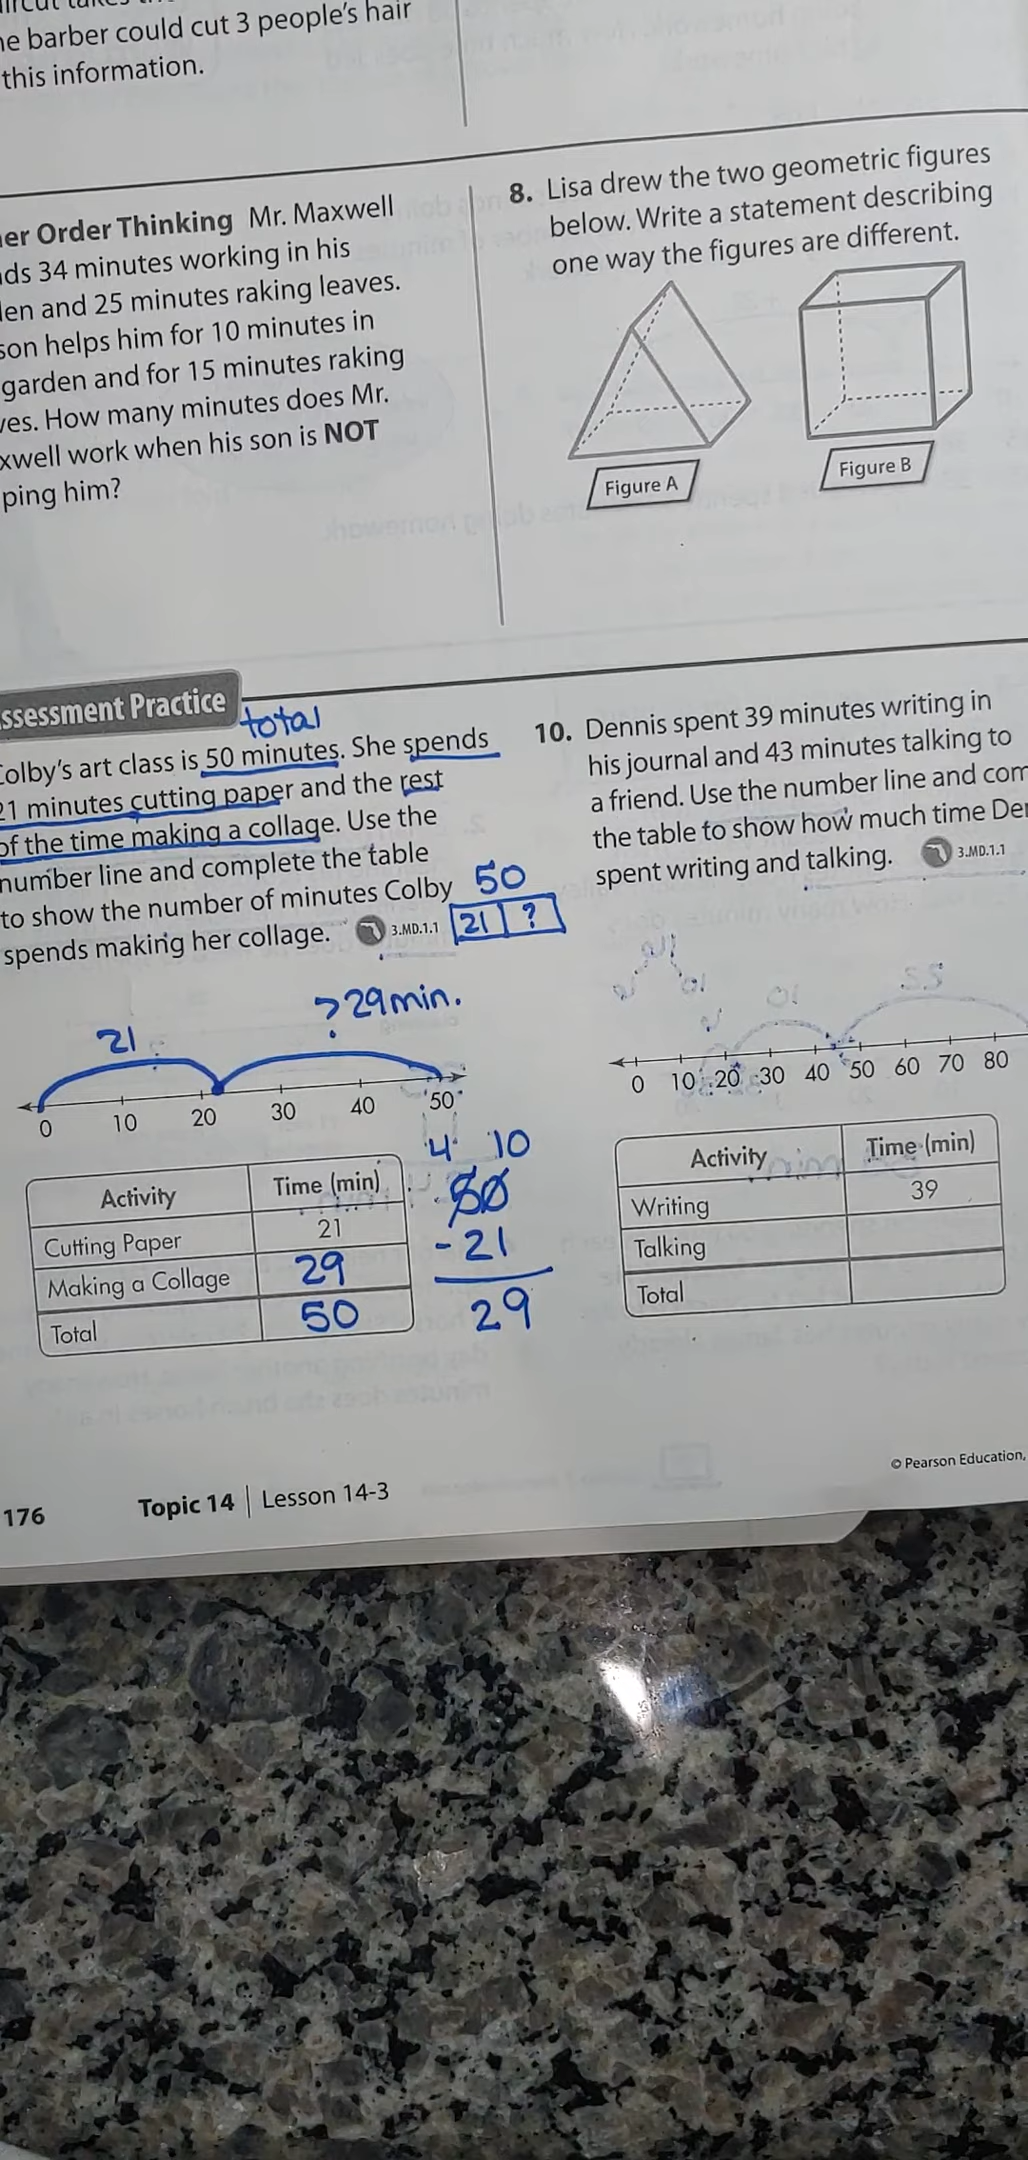 he barber could cut 3 people's hair
this information.
Order Thinking Mr. Maxwell
34 minutes working in his
and 25 minutes raking leaves.
son helps him for 10 minutes in
garden and for 15 minutes raking
How many minutes does Mr.
work when his son is NOT
him?
8. Lisa drew the two geometric figures
below. Write a statement describing
one way the figures are different.
Figure A
Figure B
Assessment Practice
total
Colby's art class is 50 minutes. She spends
21 minutes cutting paper and the rest
of the time making a collage. Use the
number line and complete the table
to show the number of minutes Colby
spends making her collage. 3.MD.1.1
50
21 ?
21 ? 29 min.
0 10 20 30 40 50
Activity Time (min)
Cutting Paper 21
Making a Collage 29
Total 50
4 10
50
- 21
29
10. Dennis spent 39 minutes writing in
his journal and 43 minutes talking to
a friend. Use the number line and
the table to show how much time
spent writing and talking. 3.MD.1.1
0 10 20 30 40 50 60 70 80
Activity Time (min)
Writing 39
Talking
Total
© Pearson Education,
176 Topic 14 | Lesson 14-3